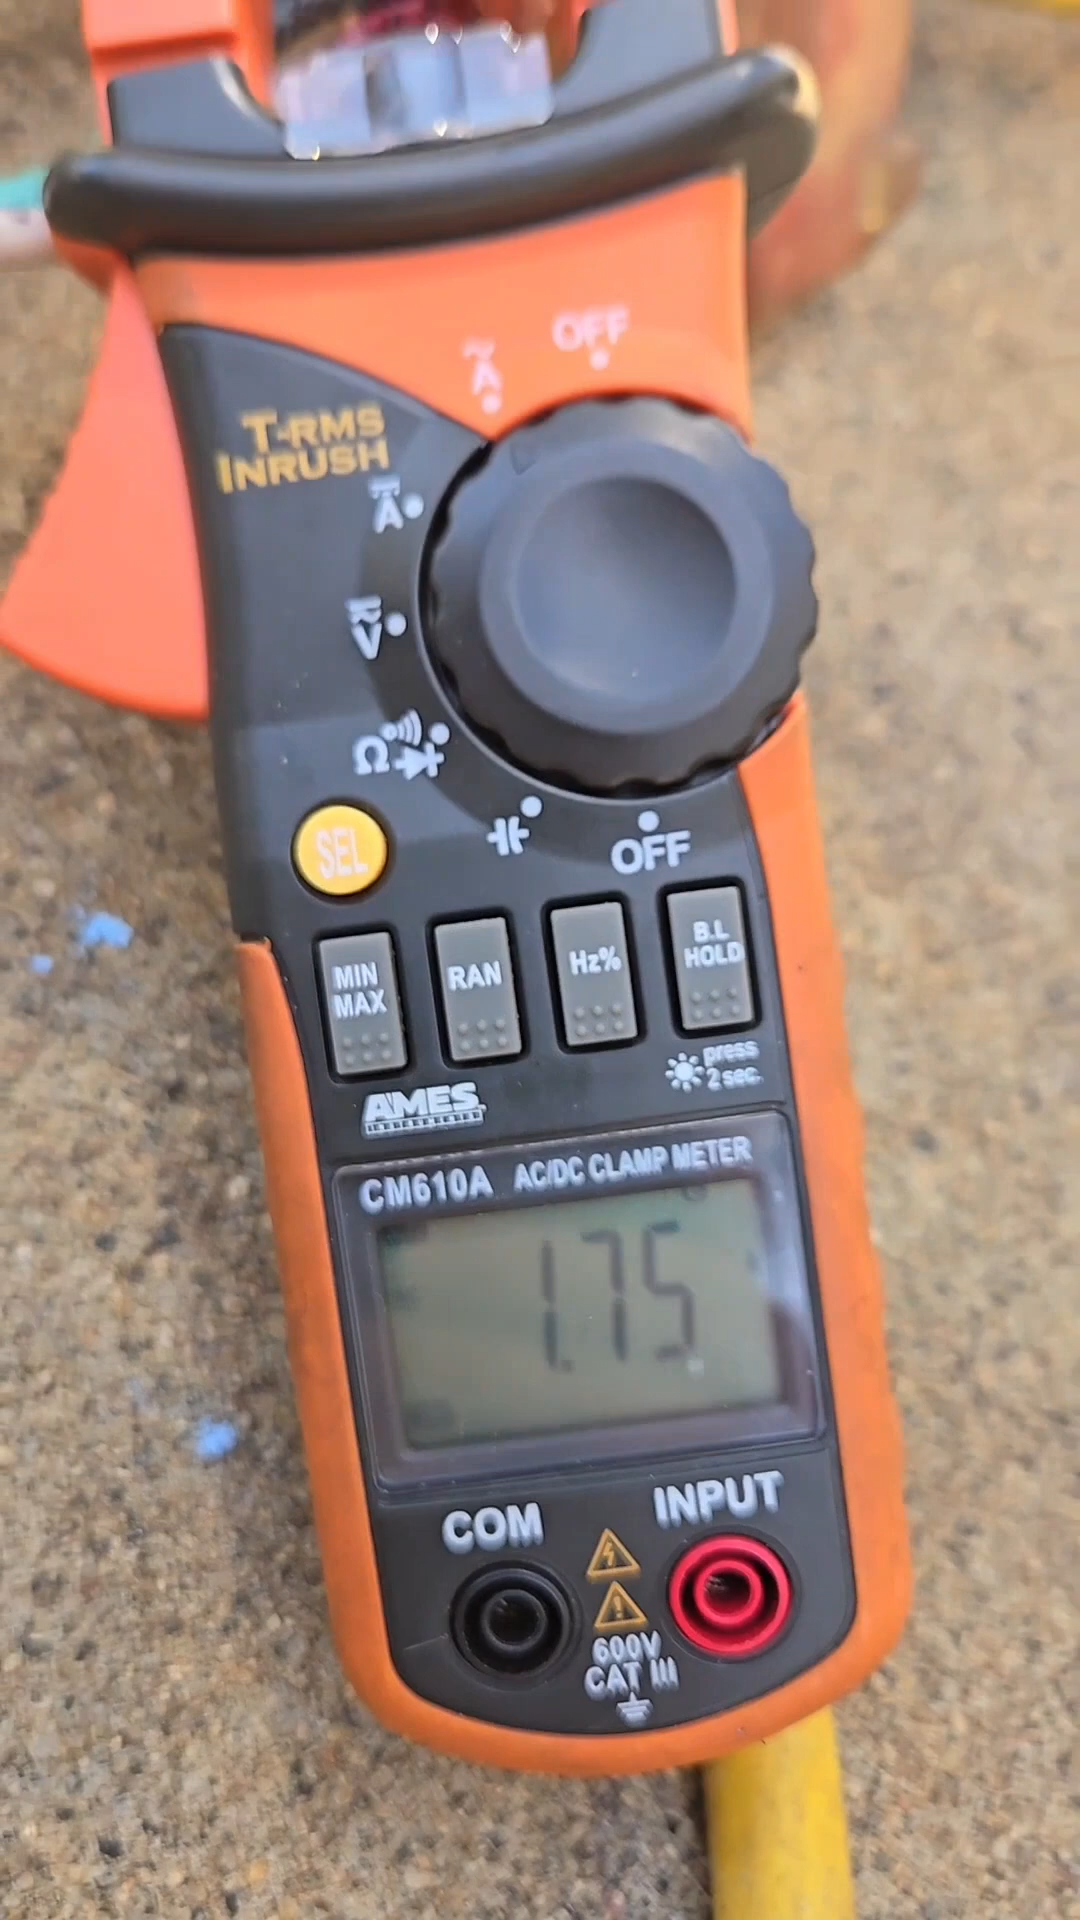 OFF
A
T-RMS
INRUSH
A
V
Ω
SEL
OFF
MIN
MAX
RAN
Hz%
B.L
HOLD
press
2 sec.
AMES
CM610A AC/DC CLAMP METER
1.75
COM
INPUT
600V
CAT III